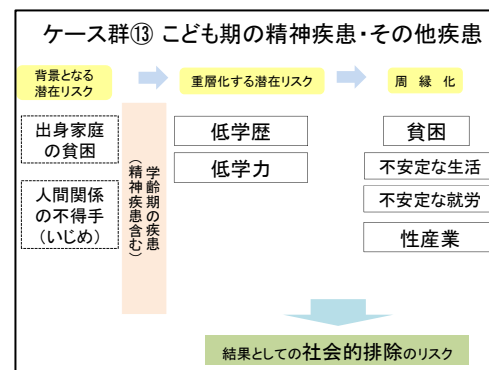 ケース群⑬ こども期の精神疾患・その他疾患
背景となる
潜在リスク
重層化する潜在リスク
周 縁 化
出身家庭
の貧困
人間関係
の不得手
(いじめ)
学齢期の疾患
(精神疾患含む)
低学歴
低学力
貧困
不安定な生活
不安定な就労
性産業
結果としての社会的排除のリスク